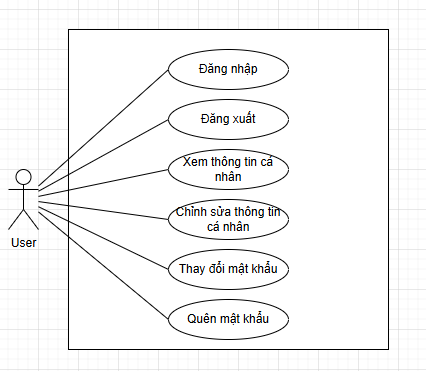 Đăng nhập
Đăng xuất
Xem thông tin cá
nhân
Chỉnh sửa thông tin
cá nhân
User
Thay đổi mật khẩu
Quên mật khẩu